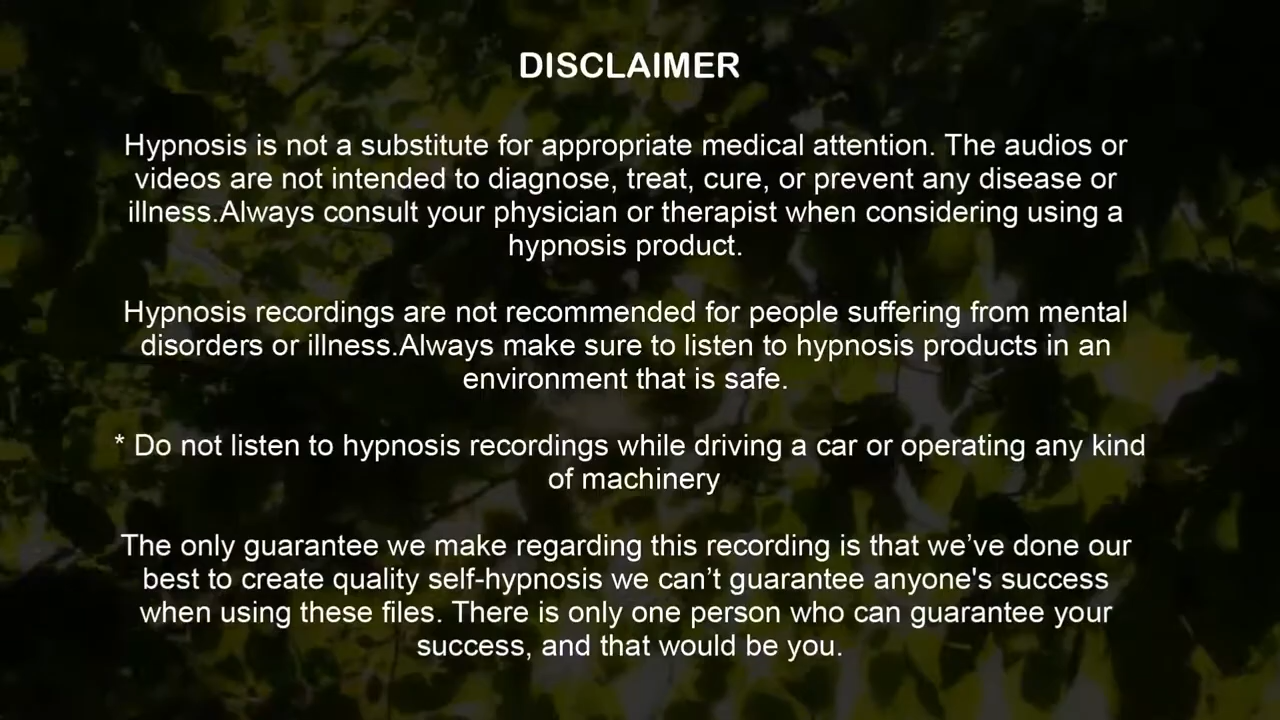 DISCLAIMER
Hypnosis is not a substitute for appropriate medical attention. The audios or
videos are not intended to diagnose, treat, cure, or prevent any disease or
illness.Always consult your physician or therapist when considering using a
hypnosis product.
Hypnosis recordings are not recommended for people suffering from mental
disorders or illness.Always make sure to listen to hypnosis products in an
environment that is safe.
* Do not listen to hypnosis recordings while driving a car or operating any kind
of machinery
The only guarantee we make regarding this recording is that we’ve done our
best to create quality self-hypnosis we can’t guarantee anyone's success
when using these files. There is only one person who can guarantee your
success, and that would be you.